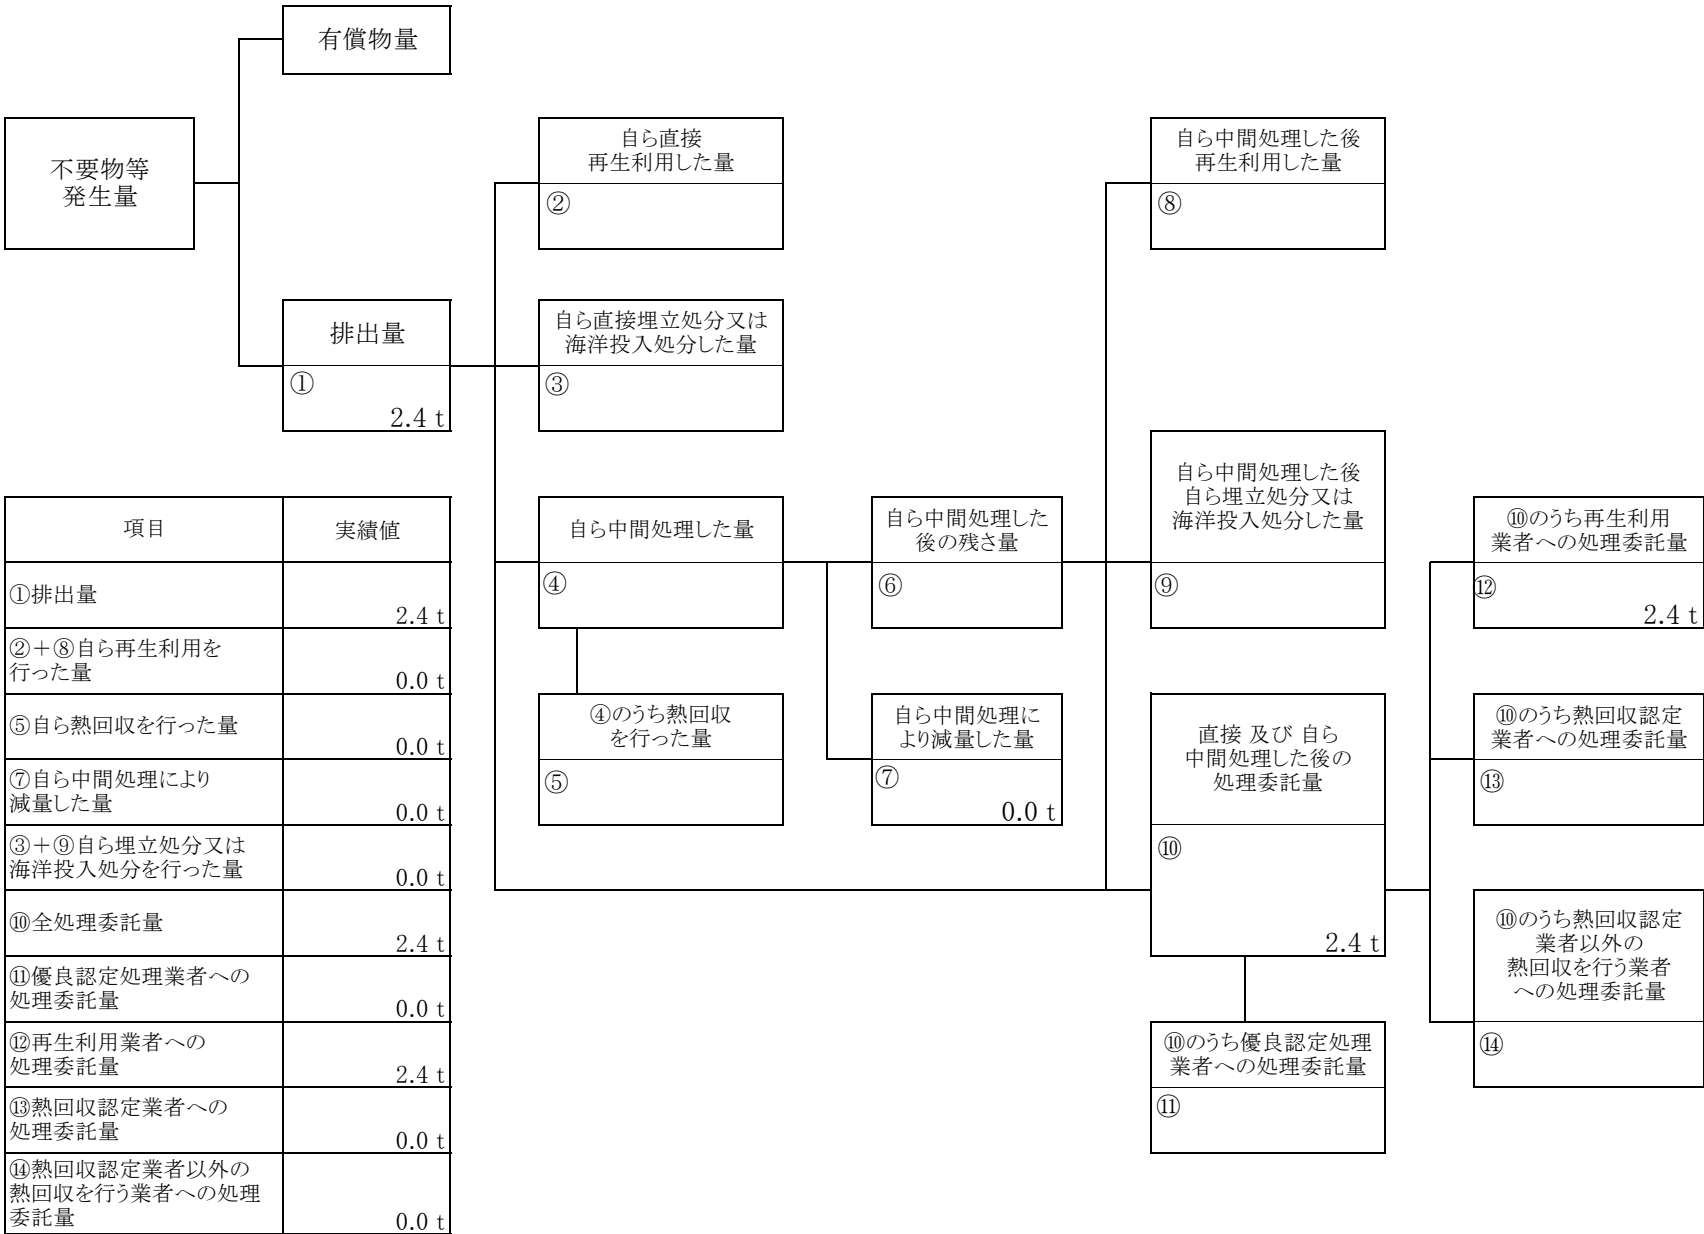 有償物量
不要物等
発生量
排出量
①
2.4 t
自ら直接
再生利用した量
②
自ら直接埋立処分又は
海洋投入処分した量
③
自ら中間処理した量
④
④のうち熱回収
を行った量
⑤
自ら中間処理した
後の残さ量
⑥
自ら中間処理に
より減量した量
⑦
0.0 t
自ら中間処理した後
再生利用した量
⑧
自ら中間処理した後
自ら埋立処分又は
海洋投入処分した量
⑨
直接 及び 自ら
中間処理した後の
処理委託量
⑩
2.4 t
⑩のうち優良認定処理
業者への処理委託量
⑪
⑩のうち再生利用
業者への処理委託量
⑫
2.4 t
⑩のうち熱回収認定
業者への処理委託量
⑬
⑩のうち熱回収認定
業者以外の
熱回収を行う業者
への処理委託量
⑭
項目 実績値
①排出量
2.4 t
②＋⑧自ら再生利用を
行った量
0.0 t
⑤自ら熱回収を行った量
0.0 t
⑦自ら中間処理により
減量した量
0.0 t
③＋⑨自ら埋立処分又は
海洋投入処分を行った量
0.0 t
⑩全処理委託量
2.4 t
⑪優良認定処理業者への
処理委託量
0.0 t
⑫再生利用業者への
処理委託量
2.4 t
⑬熱回収認定業者への
処理委託量
0.0 t
⑭熱回収認定業者以外の
熱回収を行う業者への処理
委託量
0.0 t